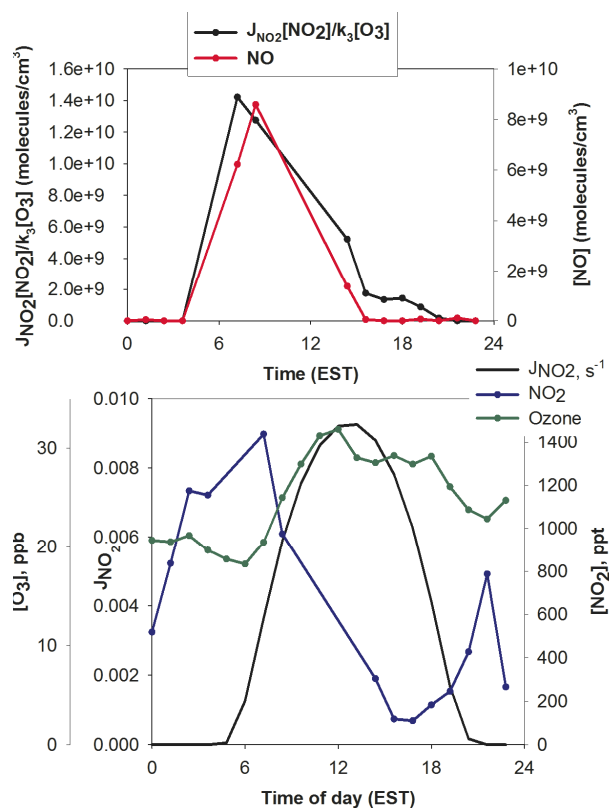 J_NO2[NO2]/k3[O3]
NO
J_NO2[NO2]/k3[O3] (molecules/cm³)
1.6e+10
1.4e+10
1.2e+10
1.0e+10
8.0e+9
6.0e+9
4.0e+9
2.0e+9
0.0
1e+10
8e+9
6e+9
4e+9
2e+9
0
[NO] (molecules/cm³)
0 6 12 18 24
Time (EST)
J_NO2, s⁻¹
NO2
Ozone
[O3], ppb
30
20
10
0
J_NO2
0.010
0.008
0.006
0.004
0.002
0.000
1400
1200
1000
800
600
400
200
0
[NO2], ppt
0 6 12 18 24
Time of day (EST)